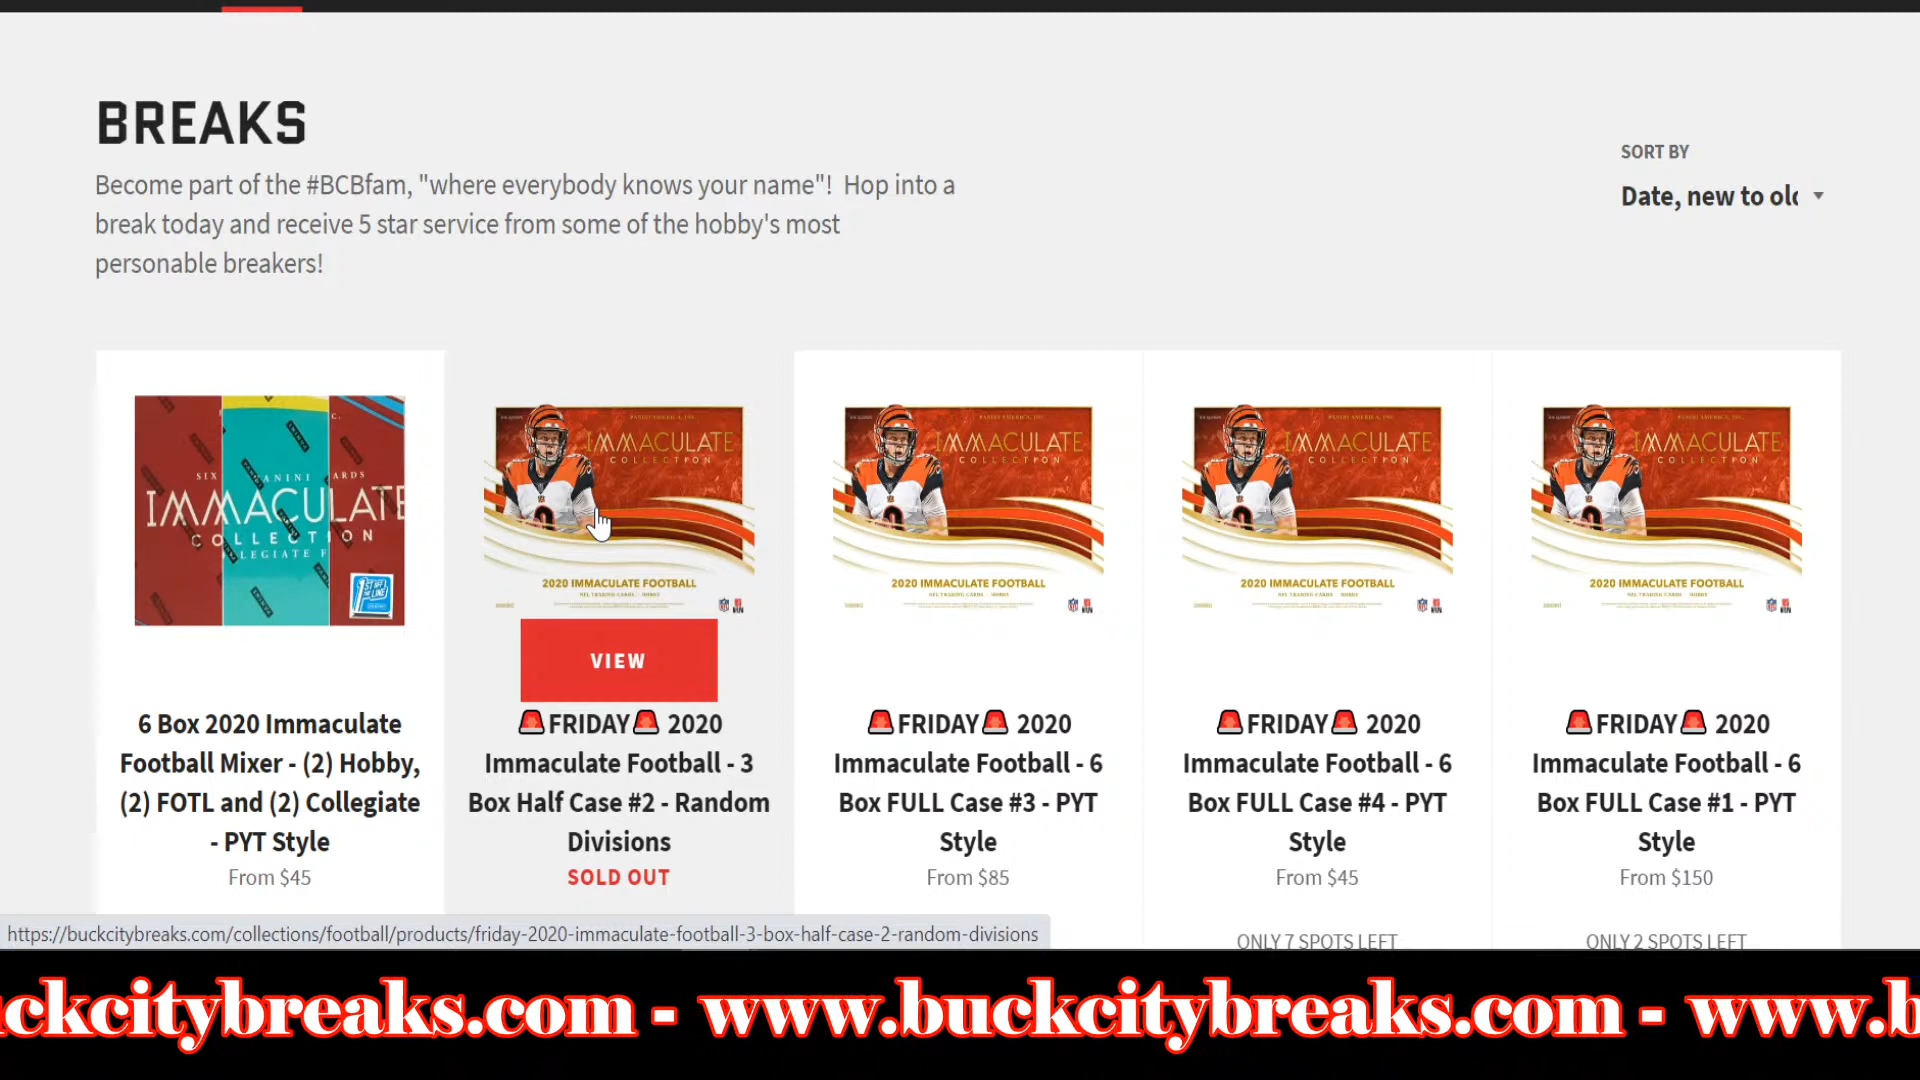 BREAKS
Become part of the #BCBfam, "where everybody knows your name"! Hop into a
break today and receive 5 star service from some of the hobby's most
personable breakers!
SORT BY
Date, new to old
IMMACULATE
COLLECTION
VIEW
IMMACULATE
COLLECTION
2020 IMMACULATE FOOTBALL
IMMACULATE
COLLECTION
2020 IMMACULATE FOOTBALL
IMMACULATE
COLLECTION
2020 IMMACULATE FOOTBALL
IMMACULATE
COLLECTION
2020 IMMACULATE FOOTBALL
6 Box 2020 Immaculate
Football Mixer - (2) Hobby,
(2) FOTL and (2) Collegiate
- PYT Style
From $45
🚨FRIDAY🚨 2020
Immaculate Football - 3
Box Half Case #2 - Random
Divisions
SOLD OUT
🚨FRIDAY🚨 2020
Immaculate Football - 6
Box FULL Case #3 - PYT
Style
From $85
🚨FRIDAY🚨 2020
Immaculate Football - 6
Box FULL Case #4 - PYT
Style
From $45
ONLY 7 SPOTS LEFT
🚨FRIDAY🚨 2020
Immaculate Football - 6
Box FULL Case #1 - PYT
Style
From $150
ONLY 2 SPOTS LEFT
https://buckcitybreaks.com/collections/football/products/friday-2020-immaculate-football-3-box-half-case-2-random-divisions
uckcitybreaks.com - www.buckcitybreaks.com - www.b